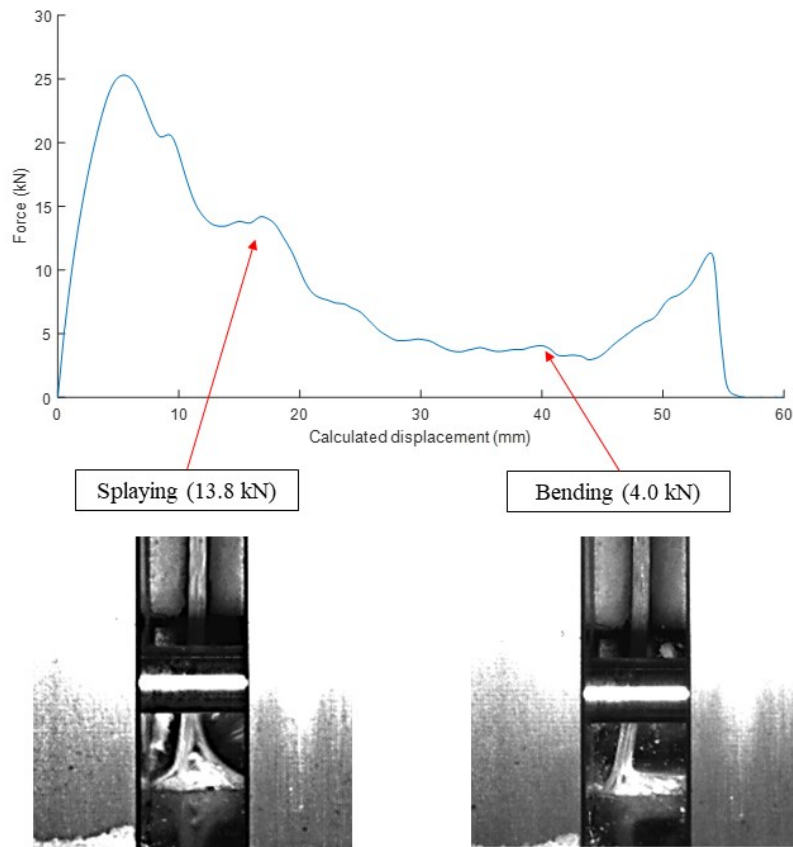 30
25
20
15
10
5
0
Force (kN)
0 10 20 30 40 50 60
Calculated displacement (mm)
Splaying (13.8 kN)
Bending (4.0 kN)